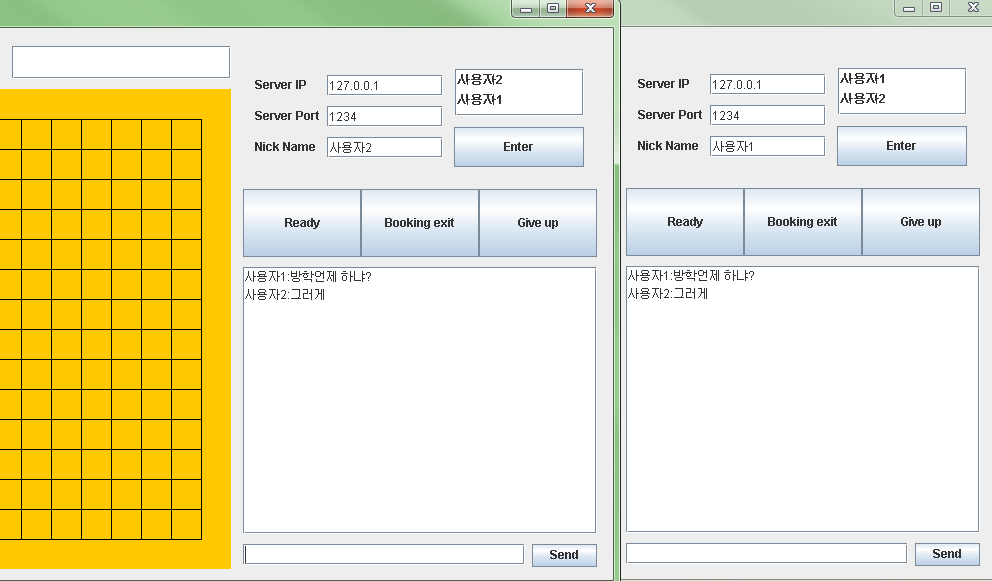 Server IP
127.0.0.1
사용자2
사용자1
Server Port
1234
Nick Name
사용자2
Enter
Ready
Booking exit
Give up
사용자1:방학언제 하냐?
사용자2:그러게
Send
Server IP
127.0.0.1
사용자1
사용자2
Server Port
1234
Nick Name
사용자1
Enter
Ready
Booking exit
Give up
사용자1:방학언제 하냐?
사용자2:그러게
Send